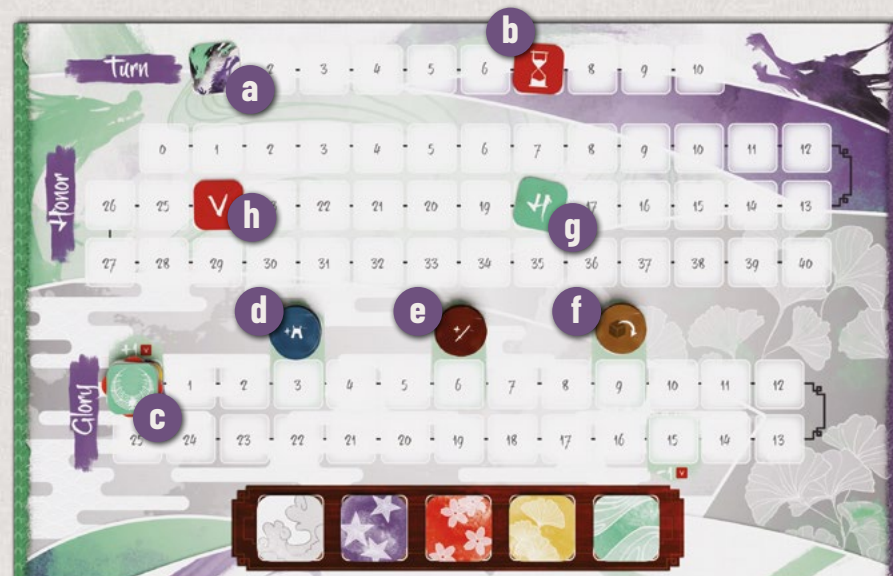 b
Turn 2 3 4 5 6 8 9 10
a
0 1 2 3 4 5 6 7 8 9 10 11 12
Honor
26 25 V 23 22 21 20 19 H 17 16 15 14 13
h g
27 28 29 30 31 32 33 34 35 36 37 38 39 40
d e f
Glory 1 2 3 4 5 6 7 8 9 10 11 12
c
25 24 23 22 21 20 19 18 17 16 15 14 13